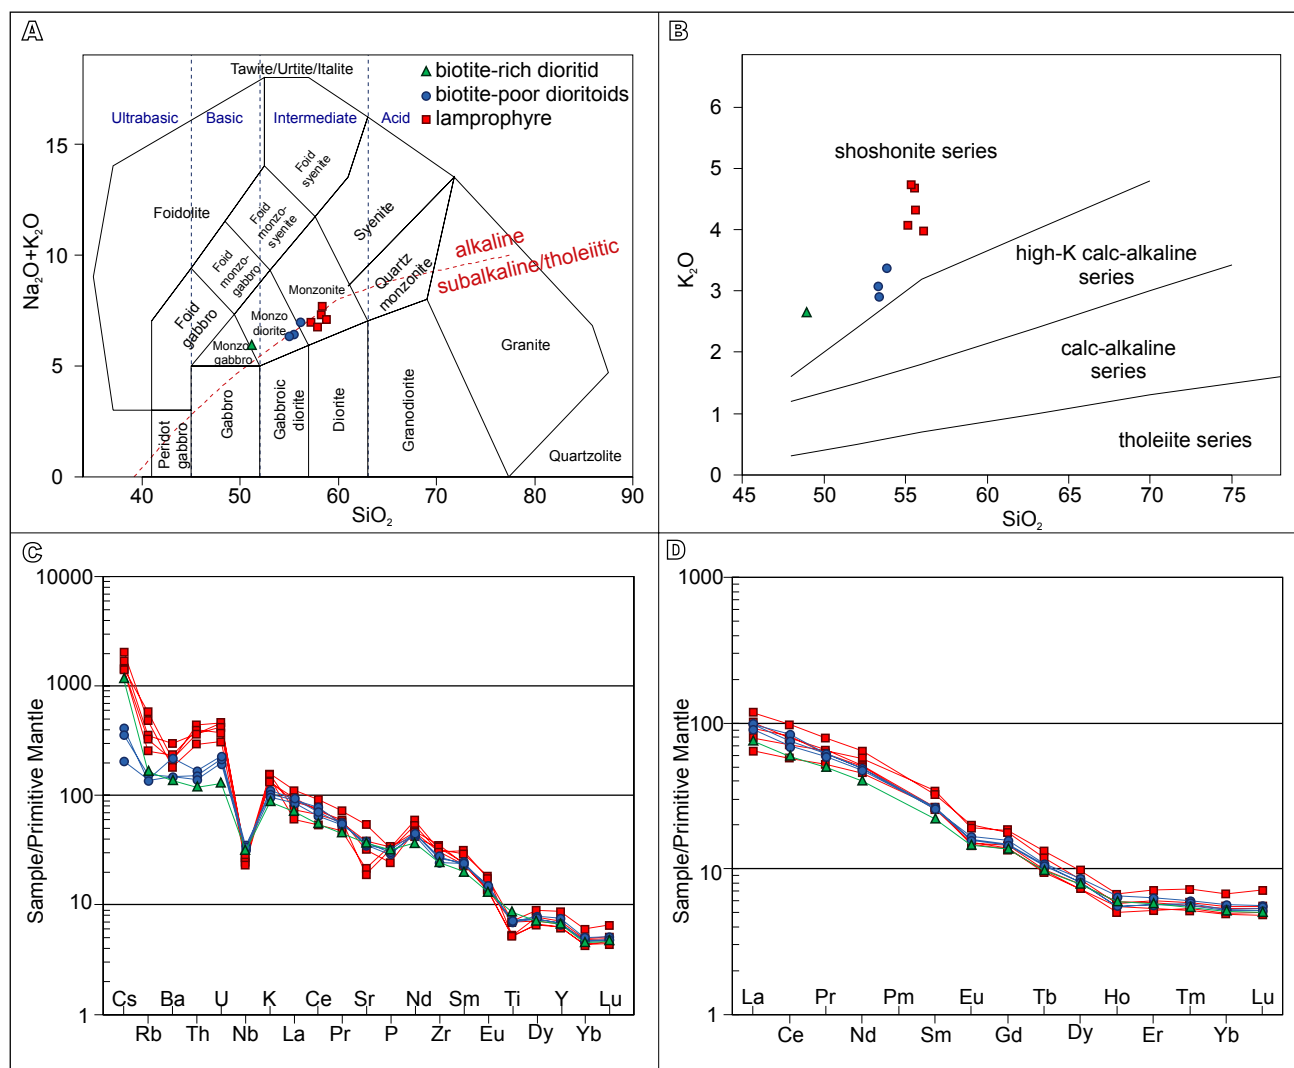 A
Tawite/Urtite/Italite
biotite-rich dioritid
biotite-poor dioritoids
lamprophyre
Ultrabasic
Basic
Intermediate
Acid
15
10
5
0
Na₂O+K₂O
Foidolite
Foid
syenite
Foid
monzo-
syenite
Foid
monzo-
gabbro
Foid
gabbro
Syenite
Monzonite
Quartz
monzonite
Monzo
diorite
Monzo
gabbro
alkaline
subalkaline/tholeiitic
Granite
Peridot
gabbro
Gabbro
Gabbroic
diorite
Diorite
Granodiorite
Quartzolite
40
50
60
70
80
90
SiO₂
B
6
5
4
3
2
1
0
K₂O
shoshonite series
high-K calc-alkaline
series
calc-alkaline
series
tholeiite series
45
50
55
60
65
70
75
SiO₂
C
10000
1000
100
10
1
Sample/Primitive Mantle
Cs
Ba
U
K
Ce
Sr
Nd
Sm
Ti
Y
Lu
Rb
Th
Nb
La
Pr
P
Zr
Eu
Dy
Yb
D
1000
100
10
1
Sample/Primitive Mantle
La
Pr
Pm
Eu
Tb
Ho
Tm
Lu
Ce
Nd
Sm
Gd
Dy
Er
Yb